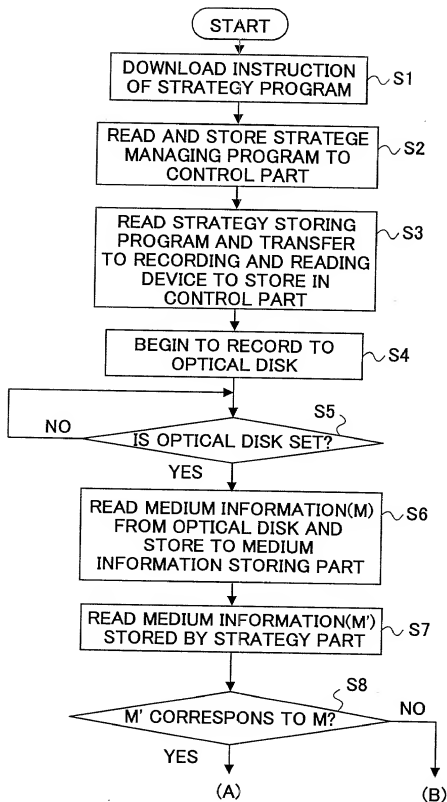 START
DOWNLOAD INSTRUCTION
OF STRATEGY PROGRAM
S1
READ AND STORE STRATEGE
MANAGING PROGRAM TO
CONTROL PART
S2
READ STRATEGY STORING
PROGRAM AND TRANSFER
TO RECORDING AND READING
DEVICE TO STORE IN
CONTROL PART
S3
BEGIN TO RECORD TO
OPTICAL DISK
S4
S5
NO
IS OPTICAL DISK SET?
YES
READ MEDIUM INFORMATION(M)
FROM OPTICAL DISK AND
STORE TO MEDIUM
INFORMATION STORING PART
S6
READ MEDIUM INFORMATION(M')
STORED BY STRATEGY PART
S7
S8
M' CORRESPONS TO M?
NO
YES
(A)
(B)